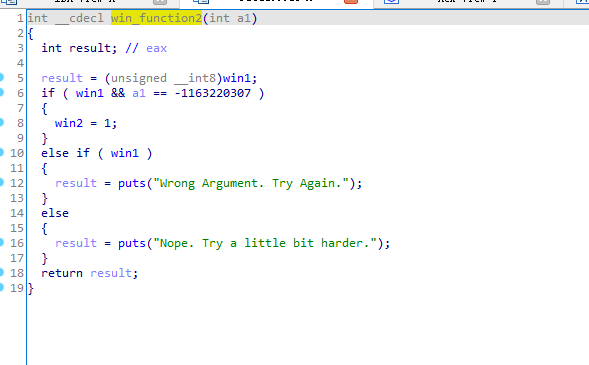 1 int __cdecl win_function2(int a1)
2 {
3 int result; // eax
4
5 result = (unsigned __int8)win1;
6 if ( win1 && a1 == -1163220307 )
7 {
8 win2 = 1;
9 }
10 else if ( win1 )
11 {
12 result = puts("Wrong Argument. Try Again.");
13 }
14 else
15 {
16 result = puts("Nope. Try a little bit harder.");
17 }
18 return result;
19 }